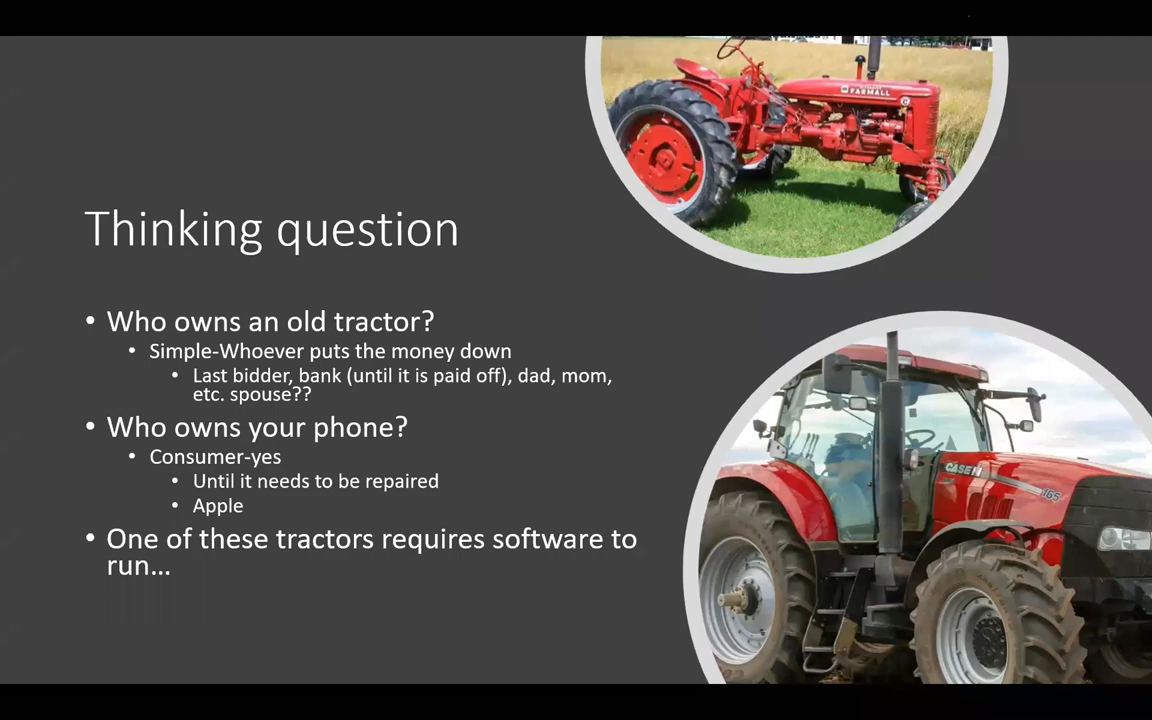 FARMALL
Thinking question
• Who owns an old tractor?
• Simple-Whoever puts the money down
• Last bidder, bank (until it is paid off), dad, mom,
etc. spouse??
• Who owns your phone?
• Consumer-yes
• Until it needs to be repaired
• Apple
• One of these tractors requires software to
run...
CASE IH
165